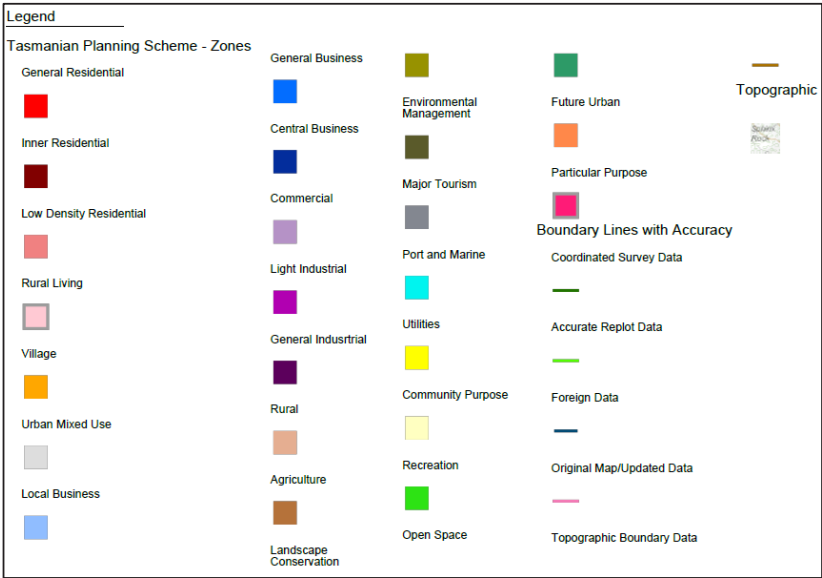 Legend
Tasmanian Planning Scheme - Zones
General Residential
Inner Residential
Low Density Residential
Rural Living
Village
Urban Mixed Use
Local Business
General Business
Central Business
Commercial
Light Industrial
General Indusrtrial
Rural
Agriculture
Landscape
Conservation
Environmental
Management
Major Tourism
Port and Marine
Utilities
Community Purpose
Recreation
Open Space
Future Urban
Particular Purpose
Boundary Lines with Accuracy
Coordinated Survey Data
Accurate Replot Data
Foreign Data
Original Map/Updated Data
Topographic Boundary Data
Topographic